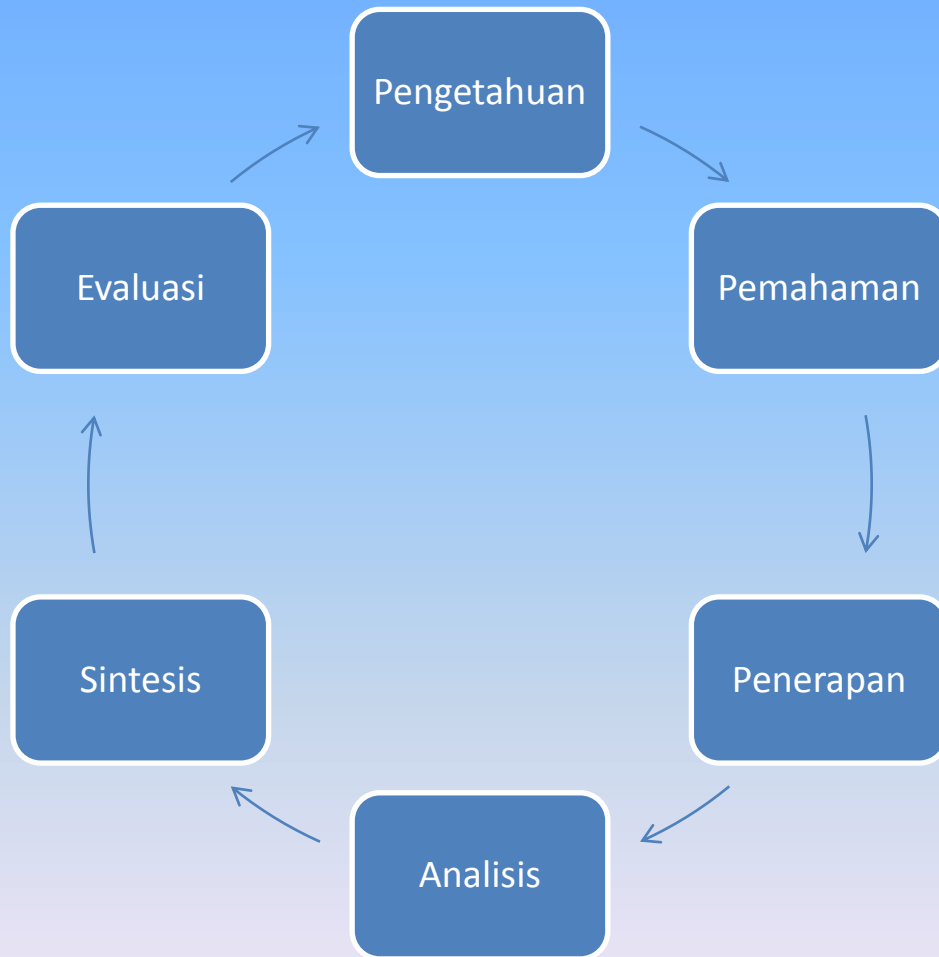 Pengetahuan
Pemahaman
Penerapan
Analisis
Sintesis
Evaluasi